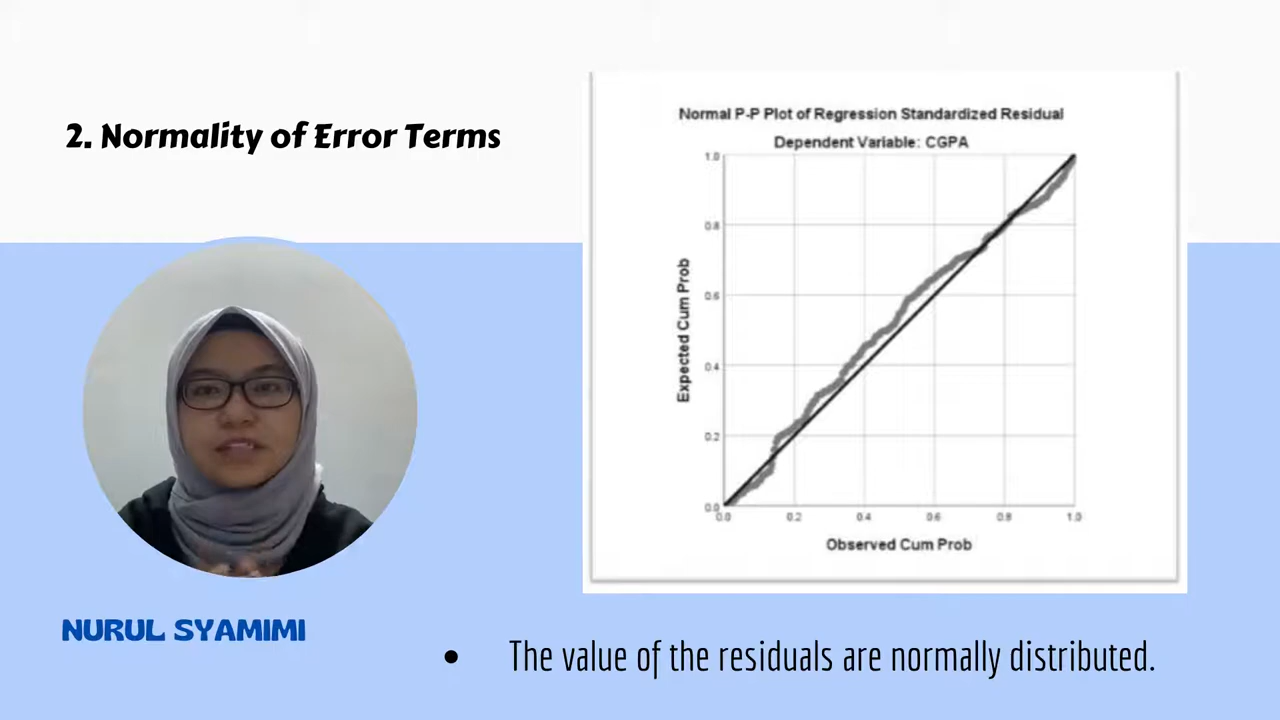 2. Normality of Error Terms
Normal P-P Plot of Regression Standardized Residual
Dependent Variable: CGPA
1.0
0.8
0.6
0.4
0.2
0.0
Expected Cum Prob
0.0 0.2 0.4 0.6 0.8 1.0
Observed Cum Prob
NURUL SYAMIMI
• The value of the residuals are normally distributed.